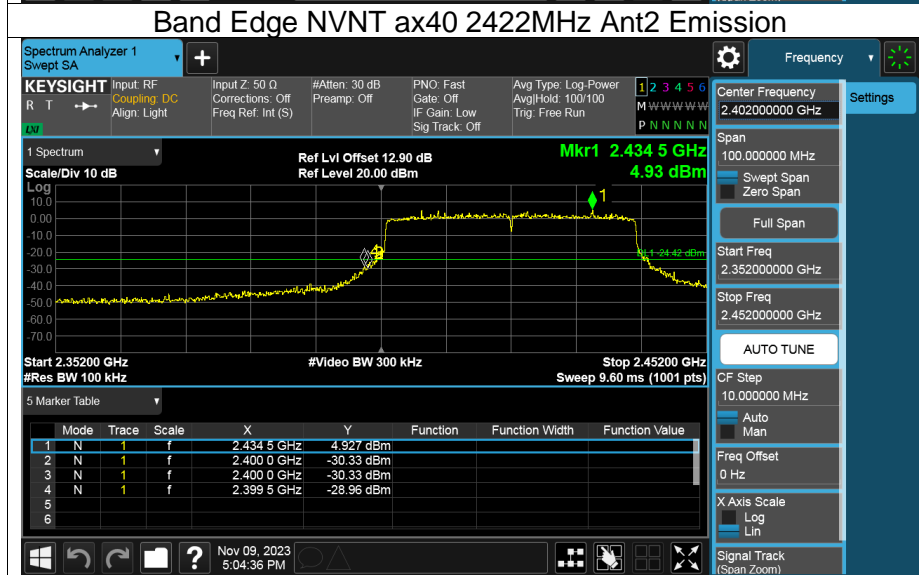 Band Edge NVNT ax40 2422MHz Ant2 Emission
Spectrum Analyzer 1
Swept SA
+
Frequency
KEYSIGHT
R T
LXI
Input: RF
Coupling: DC
Align: Light
Input Z: 50 Ω
Corrections: Off
Freq Ref: Int (S)
#Atten: 30 dB
Preamp: Off
PNO: Fast
Gate: Off
IF Gain: Low
Sig Track: Off
Avg Type: Log-Power
Avg|Hold: 100/100
Trig: Free Run
1 2 3 4 5 6
M W W W W W
P N N N N N
Center Frequency
2.402000000 GHz
Settings
Span
100.000000 MHz
Swept Span
Zero Span
Full Span
Start Freq
2.352000000 GHz
Stop Freq
2.452000000 GHz
AUTO TUNE
CF Step
10.000000 MHz
Auto
Man
Freq Offset
0 Hz
X Axis Scale
Log
Lin
Signal Track
(Span Zoom)
1 Spectrum
Scale/Div 10 dB
Ref Lvl Offset 12.90 dB
Ref Level 20.00 dBm
Mkr1 2.434 5 GHz
4.93 dBm
Log
10.0
0.00
-10.0
-20.0
-30.0
-40.0
-50.0
-60.0
-70.0
1
DL1 -24.42 dBm
Start 2.35200 GHz
#Res BW 100 kHz
#Video BW 300 kHz
Stop 2.45200 GHz
Sweep 9.60 ms (1001 pts)
5 Marker Table
Mode Trace Scale X Y Function Function Width Function Value
1 N 1 f 2.434 5 GHz 4.927 dBm
2 N 1 f 2.400 0 GHz -30.33 dBm
3 N 1 f 2.400 0 GHz -30.33 dBm
4 N 1 f 2.399 5 GHz -28.96 dBm
5
6
?
Nov 09, 2023
5:04:36 PM